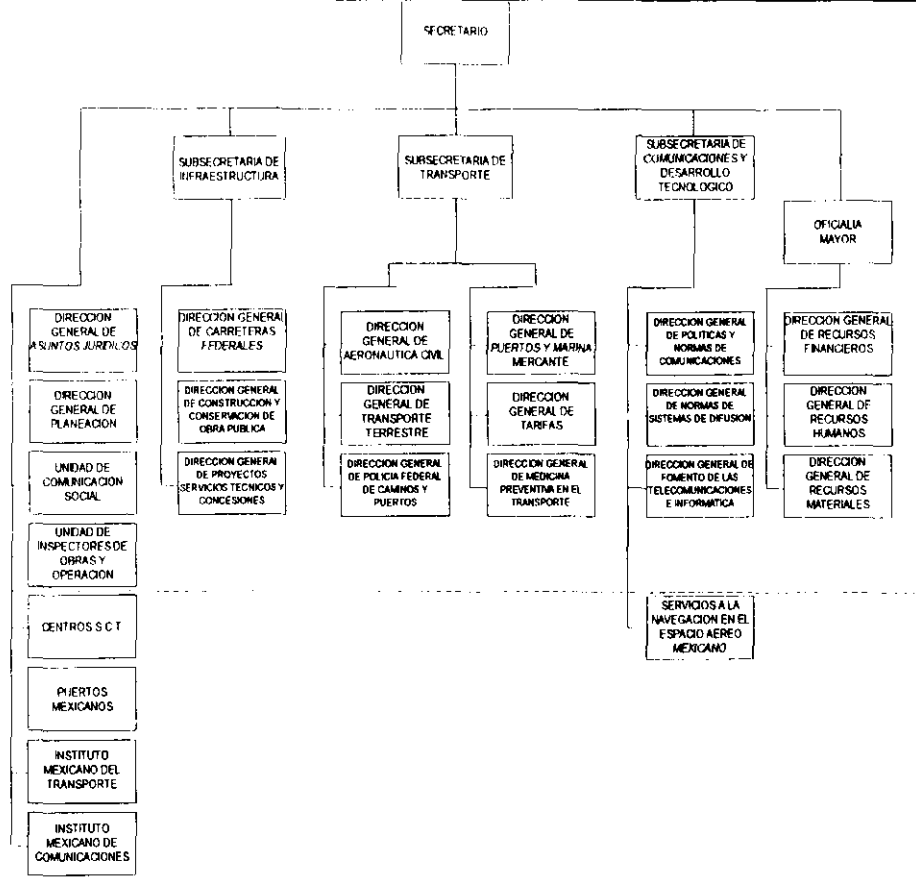 SECRETARIO
SUBSECRETARIA DE
INFRAESTRUCTURA
SUBSECRETARIA DE
TRANSPORTE
SUBSECRETARIA DE
COMUNICACIONES Y
DESARROLLO
TECNOLOGICO
OFICIALIA
MAYOR
DIRECCION
GENERAL DE
ASUNTOS JURIDICOS
DIRECCION
GENERAL DE
PLANEACION
UNIDAD DE
COMUNICACION
SOCIAL
UNIDAD DE
INSPECTORES DE
OBRAS Y
OPERACION
CENTROS S C T
PUERTOS
MEXICANOS
INSTITUTO
MEXICANO DEL
TRANSPORTE
INSTITUTO
MEXICANO DE
COMUNICACIONES
DIRECCION GENERAL
DE CARRETERAS
FEDERALES
DIRECCION GENERAL
DE CONSTRUCCION Y
CONSERVACION DE
OBRA PUBLICA
DIRECCION GENERAL
DE PROYECTOS
SERVICIOS TECNICOS Y
CONCESIONES
DIRECCION
GENERAL DE
AERONAUTICA CIVIL
DIRECCION
GENERAL DE
TRANSPORTE
TERRESTRE
DIRECCION GENERAL
DE POLICIA FEDERAL
DE CAMINOS Y
PUERTOS
DIRECCION
GENERAL DE
PUERTOS Y MARINA
MERCANTE
DIRECCION
GENERAL DE
TARIFAS
DIRECCION GENERAL
DE MEDICINA
PREVENTIVA EN EL
TRANSPORTE
DIRECCION GENERAL
DE POLITICAS Y
NORMAS DE
COMUNICACIONES
DIRECCION GENERAL
DE NORMAS DE
SISTEMAS DE DIFUSION
DIRECCION GENERAL DE
FOMENTO DE LAS
TELECOMUNICACIONES
E INFORMATICA
SERVICIOS A LA
NAVEGACION EN EL
ESPACIO AEREO
MEXICANO
DIRECCION GENERAL
DE RECURSOS
FINANCIEROS
DIRECCION
GENERAL DE
RECURSOS
HUMANOS
DIRECCION
GENERAL DE
RECURSOS
MATERIALES